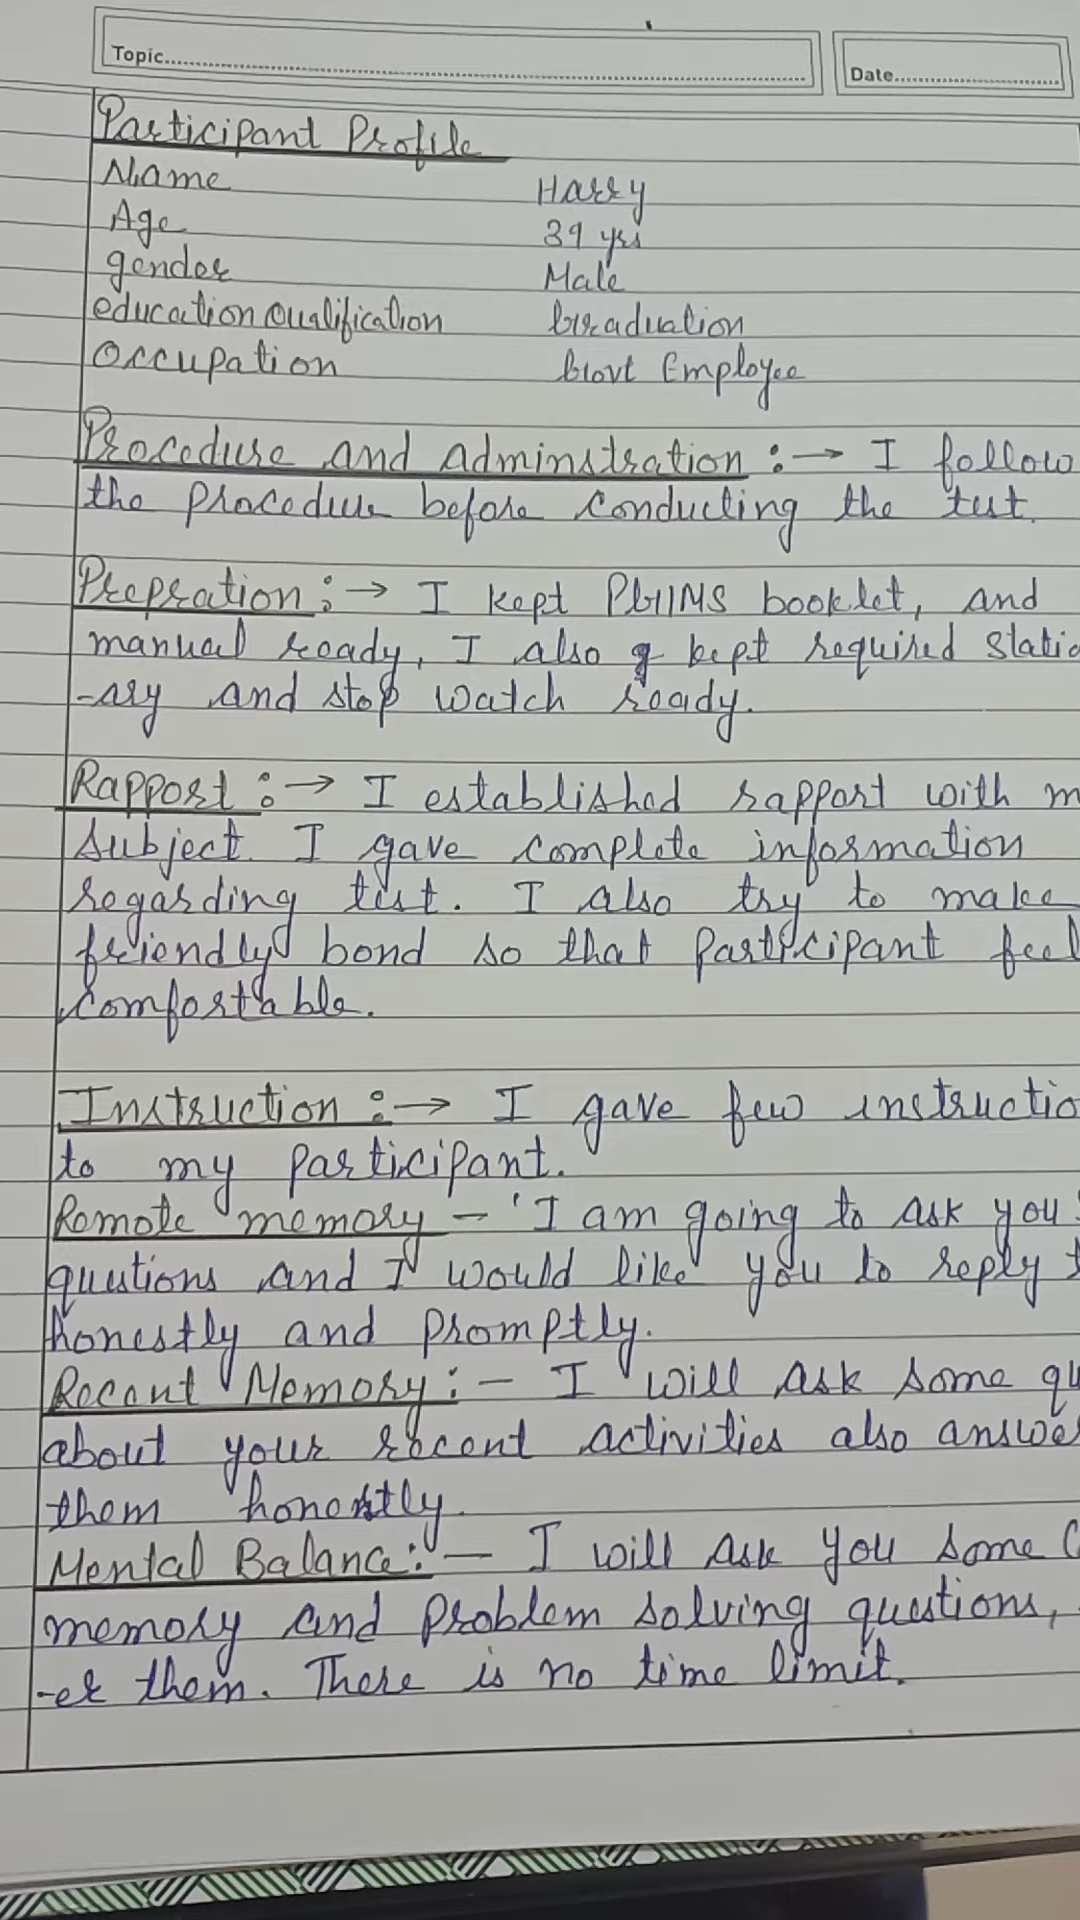 Topic
Date
Participant Profile
Name Harry
Age 39 yrs
gender Male
education Qualification Graduation
Occupation Govt Employee
Procedure and adminstration :→ I follow
the procedure before conducting the test.
Prepration :→ I kept PGIIMS booklet, and
manual ready, I also kept required static
-ary and stop watch ready.
Rapport :→ I established rapport with m
subject. I gave complete information
regarding test. I also try to make
friendly bond so that participant feel
comfortable.
Instruction :→ I gave few instructio
to my participant.
Remote memory - 'I am going to ask you
questions and I would like you to reply
honestly and promptly.
Recent Memory :- I will ask some qu
about your recent activities also answer
them honestly.
Mental Balance :- I will ask you some
memory and problem solving questions,
-er them. There is no time limit.